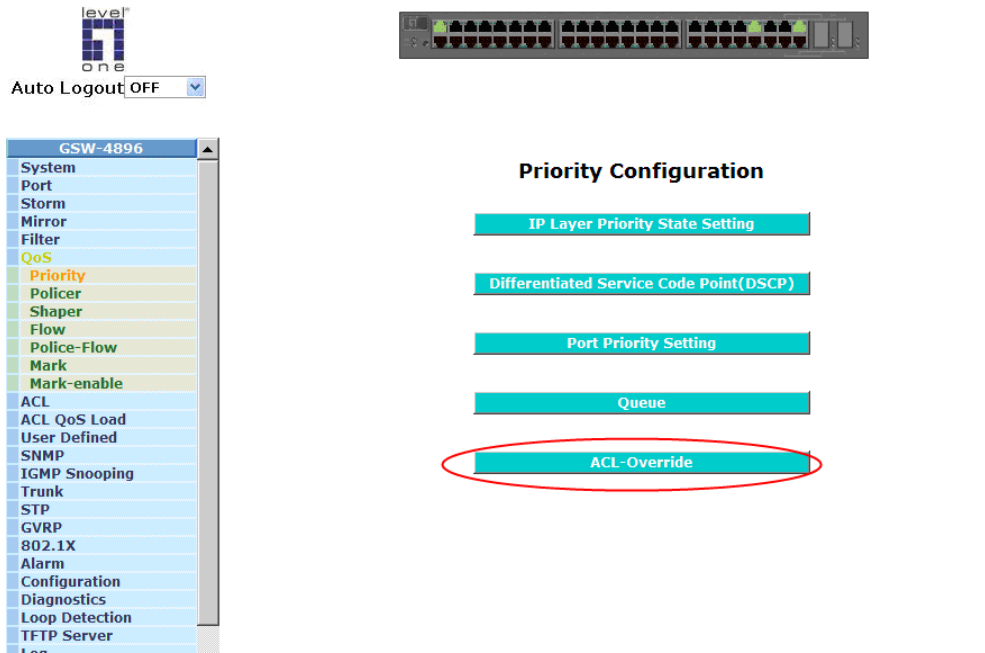 level
one
Auto Logout OFF
GSW-4896
System
Port
Storm
Mirror
Filter
QoS
Priority
Policer
Shaper
Flow
Police-Flow
Mark
Mark-enable
ACL
ACL QoS Load
User Defined
SNMP
IGMP Snooping
Trunk
STP
GVRP
802.1X
Alarm
Configuration
Diagnostics
Loop Detection
TFTP Server
Log
Priority Configuration
IP Layer Priority State Setting
Differentiated Service Code Point(DSCP)
Port Priority Setting
Queue
ACL-Override